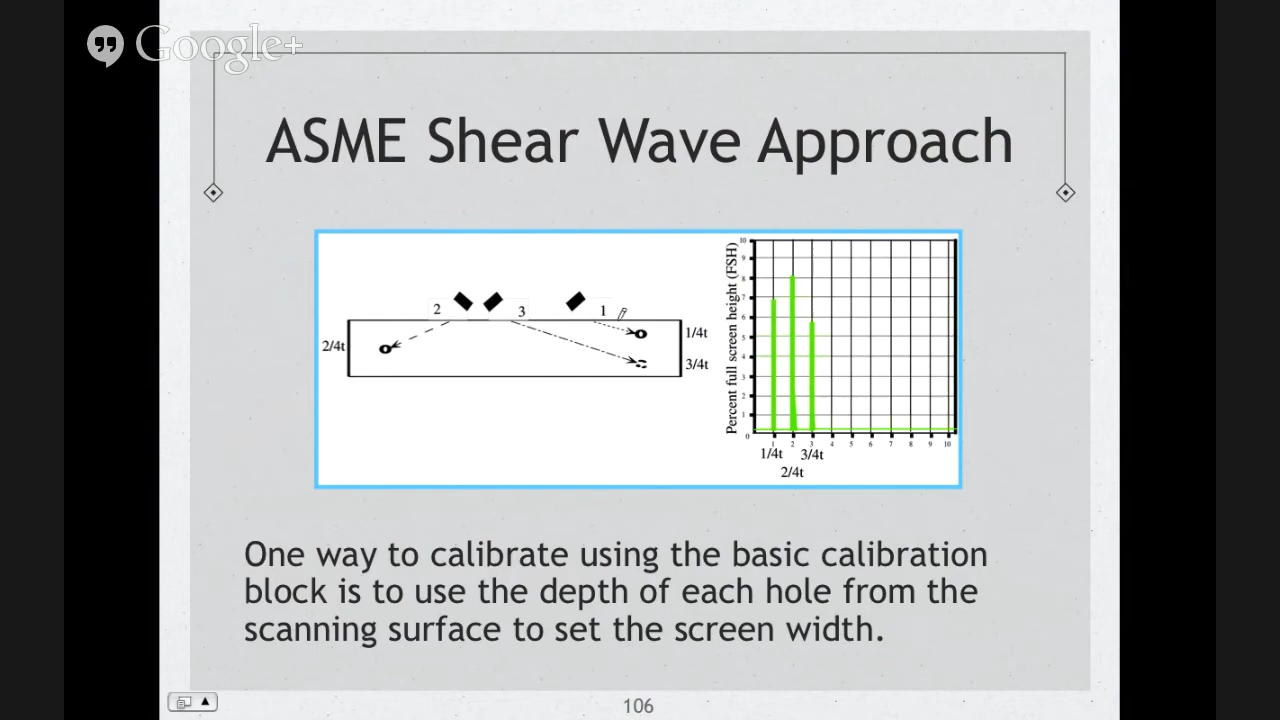 Google+
ASME Shear Wave Approach
2
3
1
2/4t
1/4t
3/4t
Percent full screen height (FSH)
10
9
8
7
6
5
4
3
2
1
0
1 2 3 4 5 6 7 8 9 10
1/4t 3/4t
2/4t
One way to calibrate using the basic calibration
block is to use the depth of each hole from the
scanning surface to set the screen width.
106